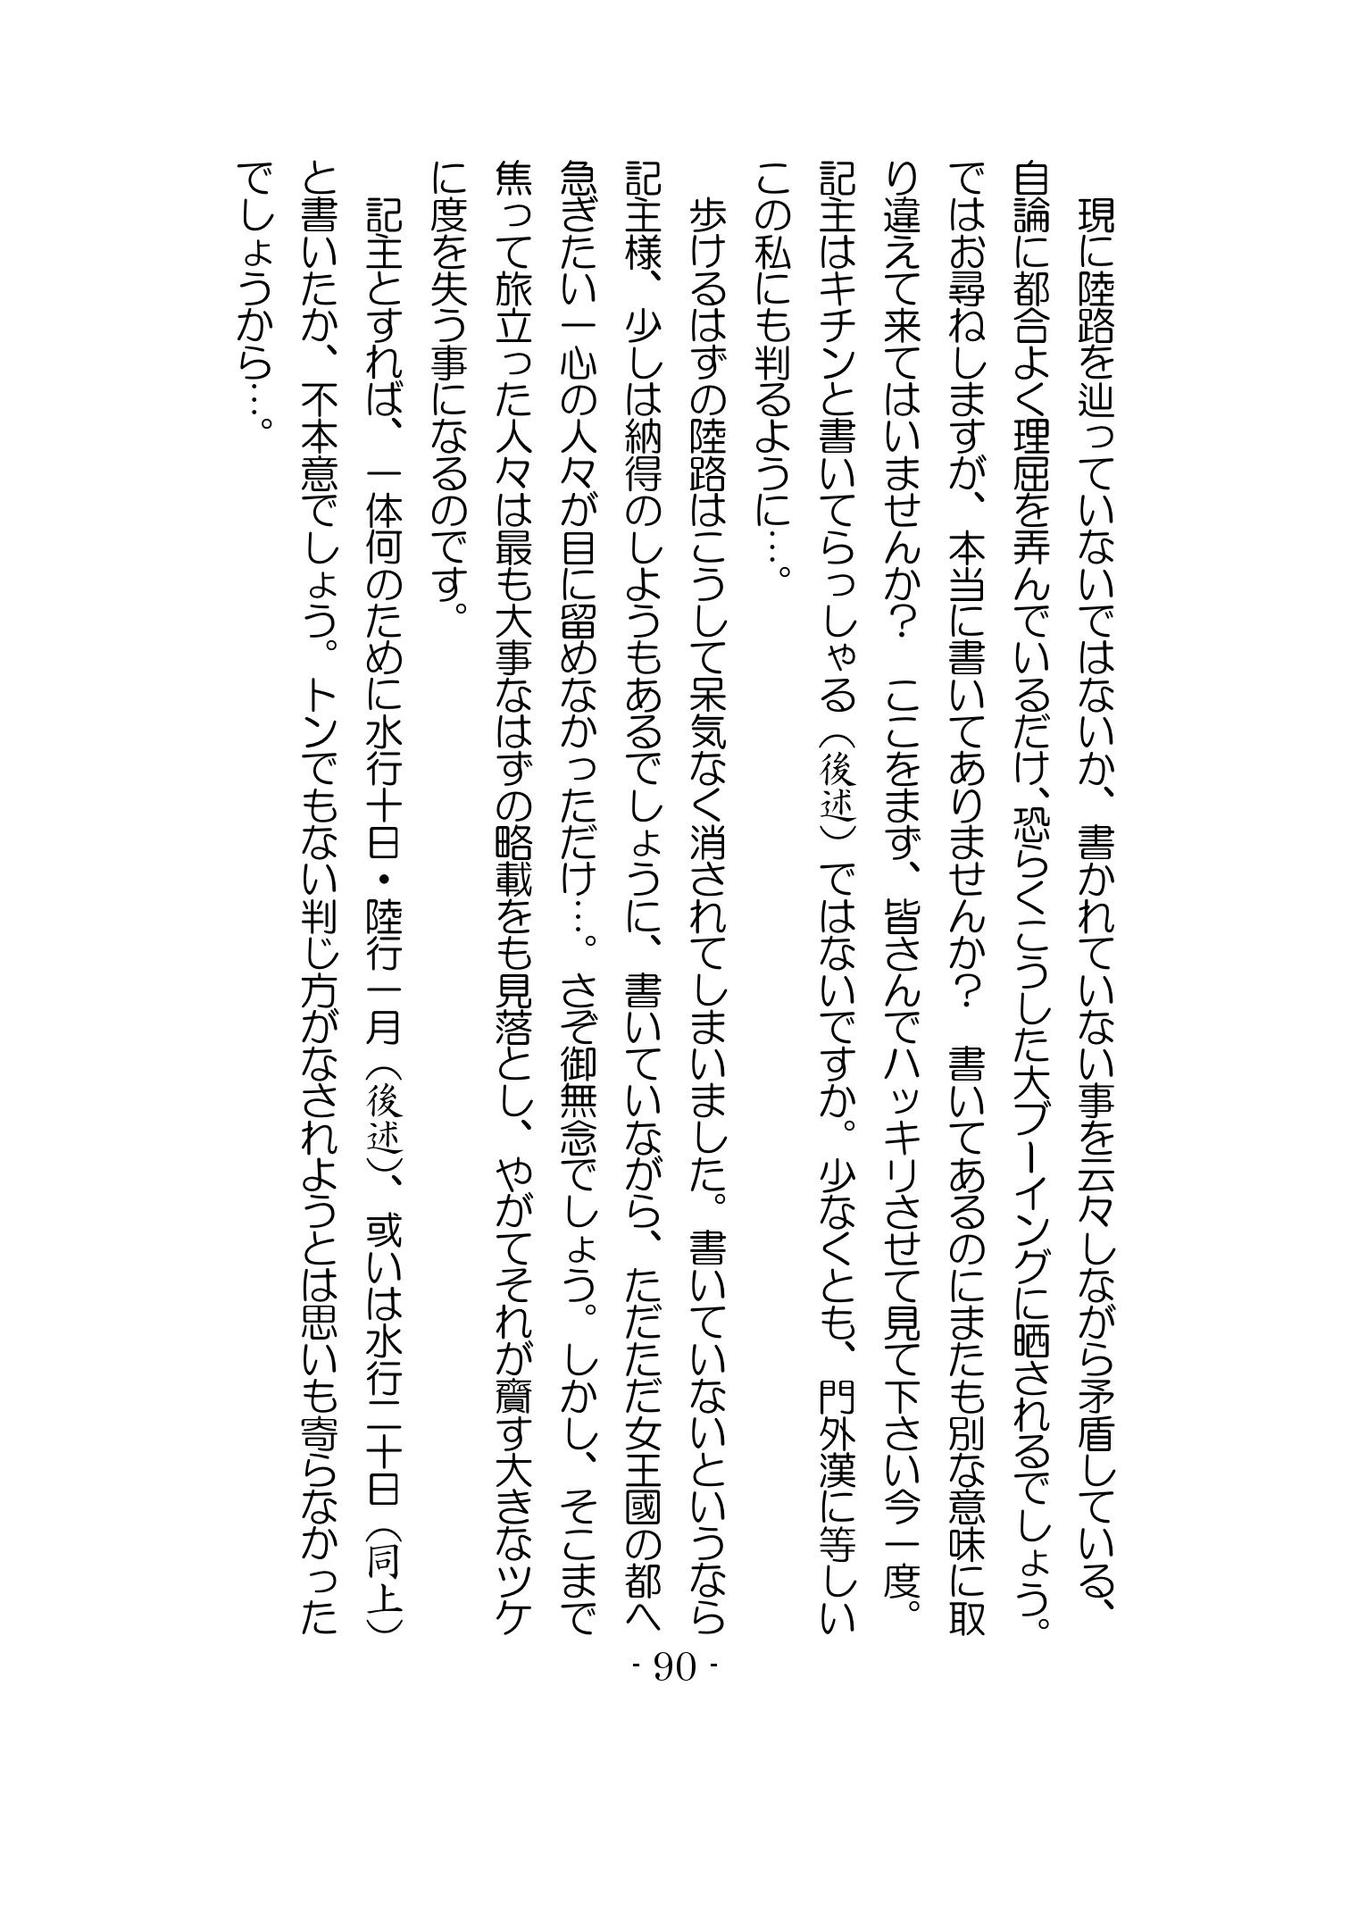 現に陸路を辿っていないではないか、書かれていない事を云々しながら矛盾している、
自論に都合よく理屈を弄んでいるだけ、恐らくこうした大ブーイングに晒されるでしょう。
ではお尋ねしますが、本当に書いてありませんか？　書いてあるのにまたも別な意味に取
り違えて来てはいませんか？　ここをまず、皆さんでハッキリさせて見て下さい今一度。
記主はキチンと書いてらっしゃる（後述）ではないですか。少なくとも、門外漢に等しい
この私にも判るように…。
　歩けるはずの陸路はこうして呆気なく消されてしまいました。書いていないというなら
記主様、少しは納得のしようもあるでしょうに、書いていながら、ただただ女王國の都へ
急ぎたい一心の人々が目に留めなかっただけ…。さぞ御無念でしょう。しかし、そこまで
焦って旅立った人々は最も大事なはずの略載をも見落とし、やがてそれが齎す大きなツケ
に度を失う事になるのです。
　記主とすれば、一体何のために水行十日・陸行一月（後述）、或いは水行二十日（同上）
と書いたか、不本意でしょう。トンでもない判じ方がなされようとは思いも寄らなかった
でしょうから…。
- 90 -